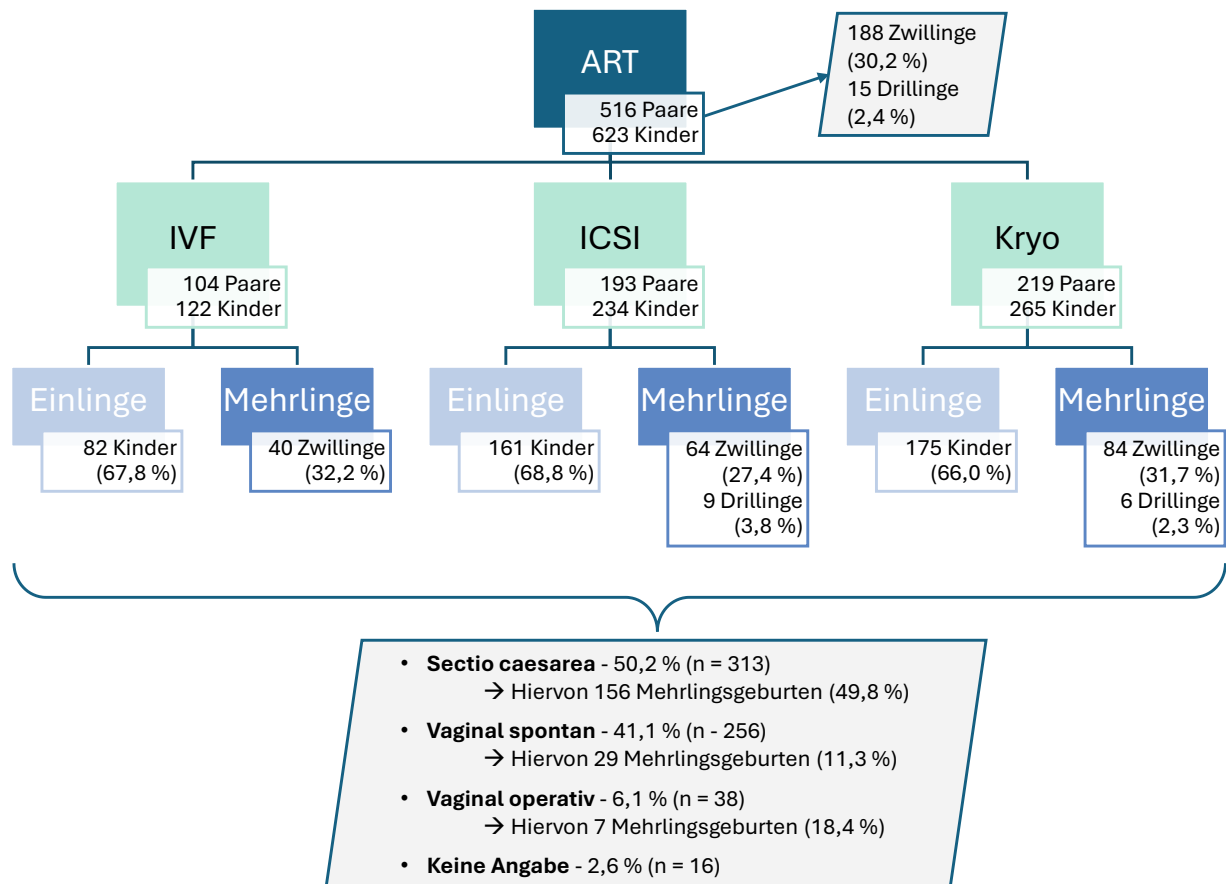 ART
516 Paare
623 Kinder
188 Zwillinge
(30,2 %)
15 Drillinge
(2,4 %)
IVF
104 Paare
122 Kinder
ICSI
193 Paare
234 Kinder
Kryo
219 Paare
265 Kinder
Einlinge
82 Kinder
(67,8 %)
Mehrlinge
40 Zwillinge
(32,2 %)
Einlinge
161 Kinder
(68,8 %)
Mehrlinge
64 Zwillinge
(27,4 %)
9 Drillinge
(3,8 %)
Einlinge
175 Kinder
(66,0 %)
Mehrlinge
84 Zwillinge
(31,7 %)
6 Drillinge
(2,3 %)
• Sectio caesarea - 50,2 % (n = 313)
→ Hiervon 156 Mehrlingsgeburten (49,8 %)
• Vaginal spontan - 41,1 % (n - 256)
→ Hiervon 29 Mehrlingsgeburten (11,3 %)
• Vaginal operativ - 6,1 % (n = 38)
→ Hiervon 7 Mehrlingsgeburten (18,4 %)
• Keine Angabe - 2,6 % (n = 16)